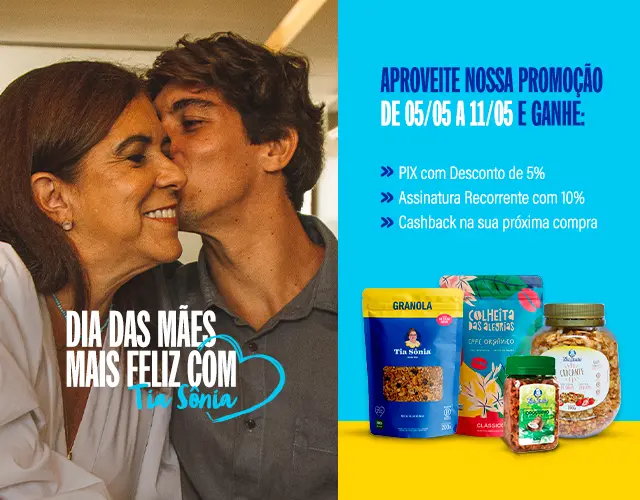 DIA DAS MÃES
MAIS FELIZ COM
Tia Sônia
APROVEITE NOSSA PROMOÇÃO
DE 05/05 A 11/05 E GANHE:
PIX com Desconto de 5%
Assinatura Recorrente com 10%
Cashback na sua próxima compra
GRANOLA
Tia Sônia
COLHEITA
DAS ALEGRIAS
CAFÉ ORGÂNICO
CLÁSSICO